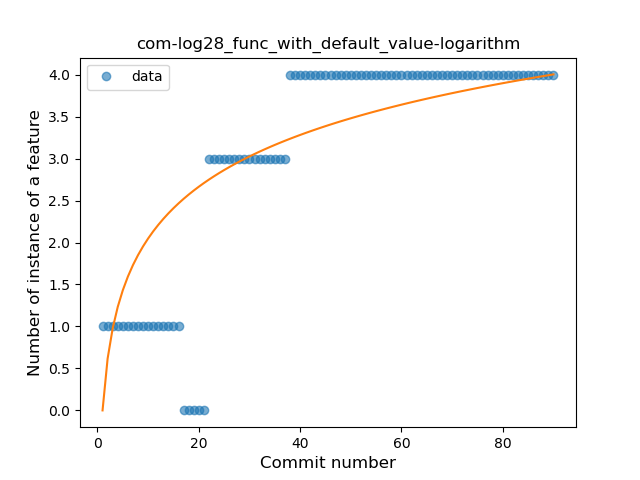 com-log28_func_with_default_value-logarithm
data
Number of instance of a feature
4.0
3.5
3.0
2.5
2.0
1.5
1.0
0.5
0.0
0 20 40 60 80
Commit number